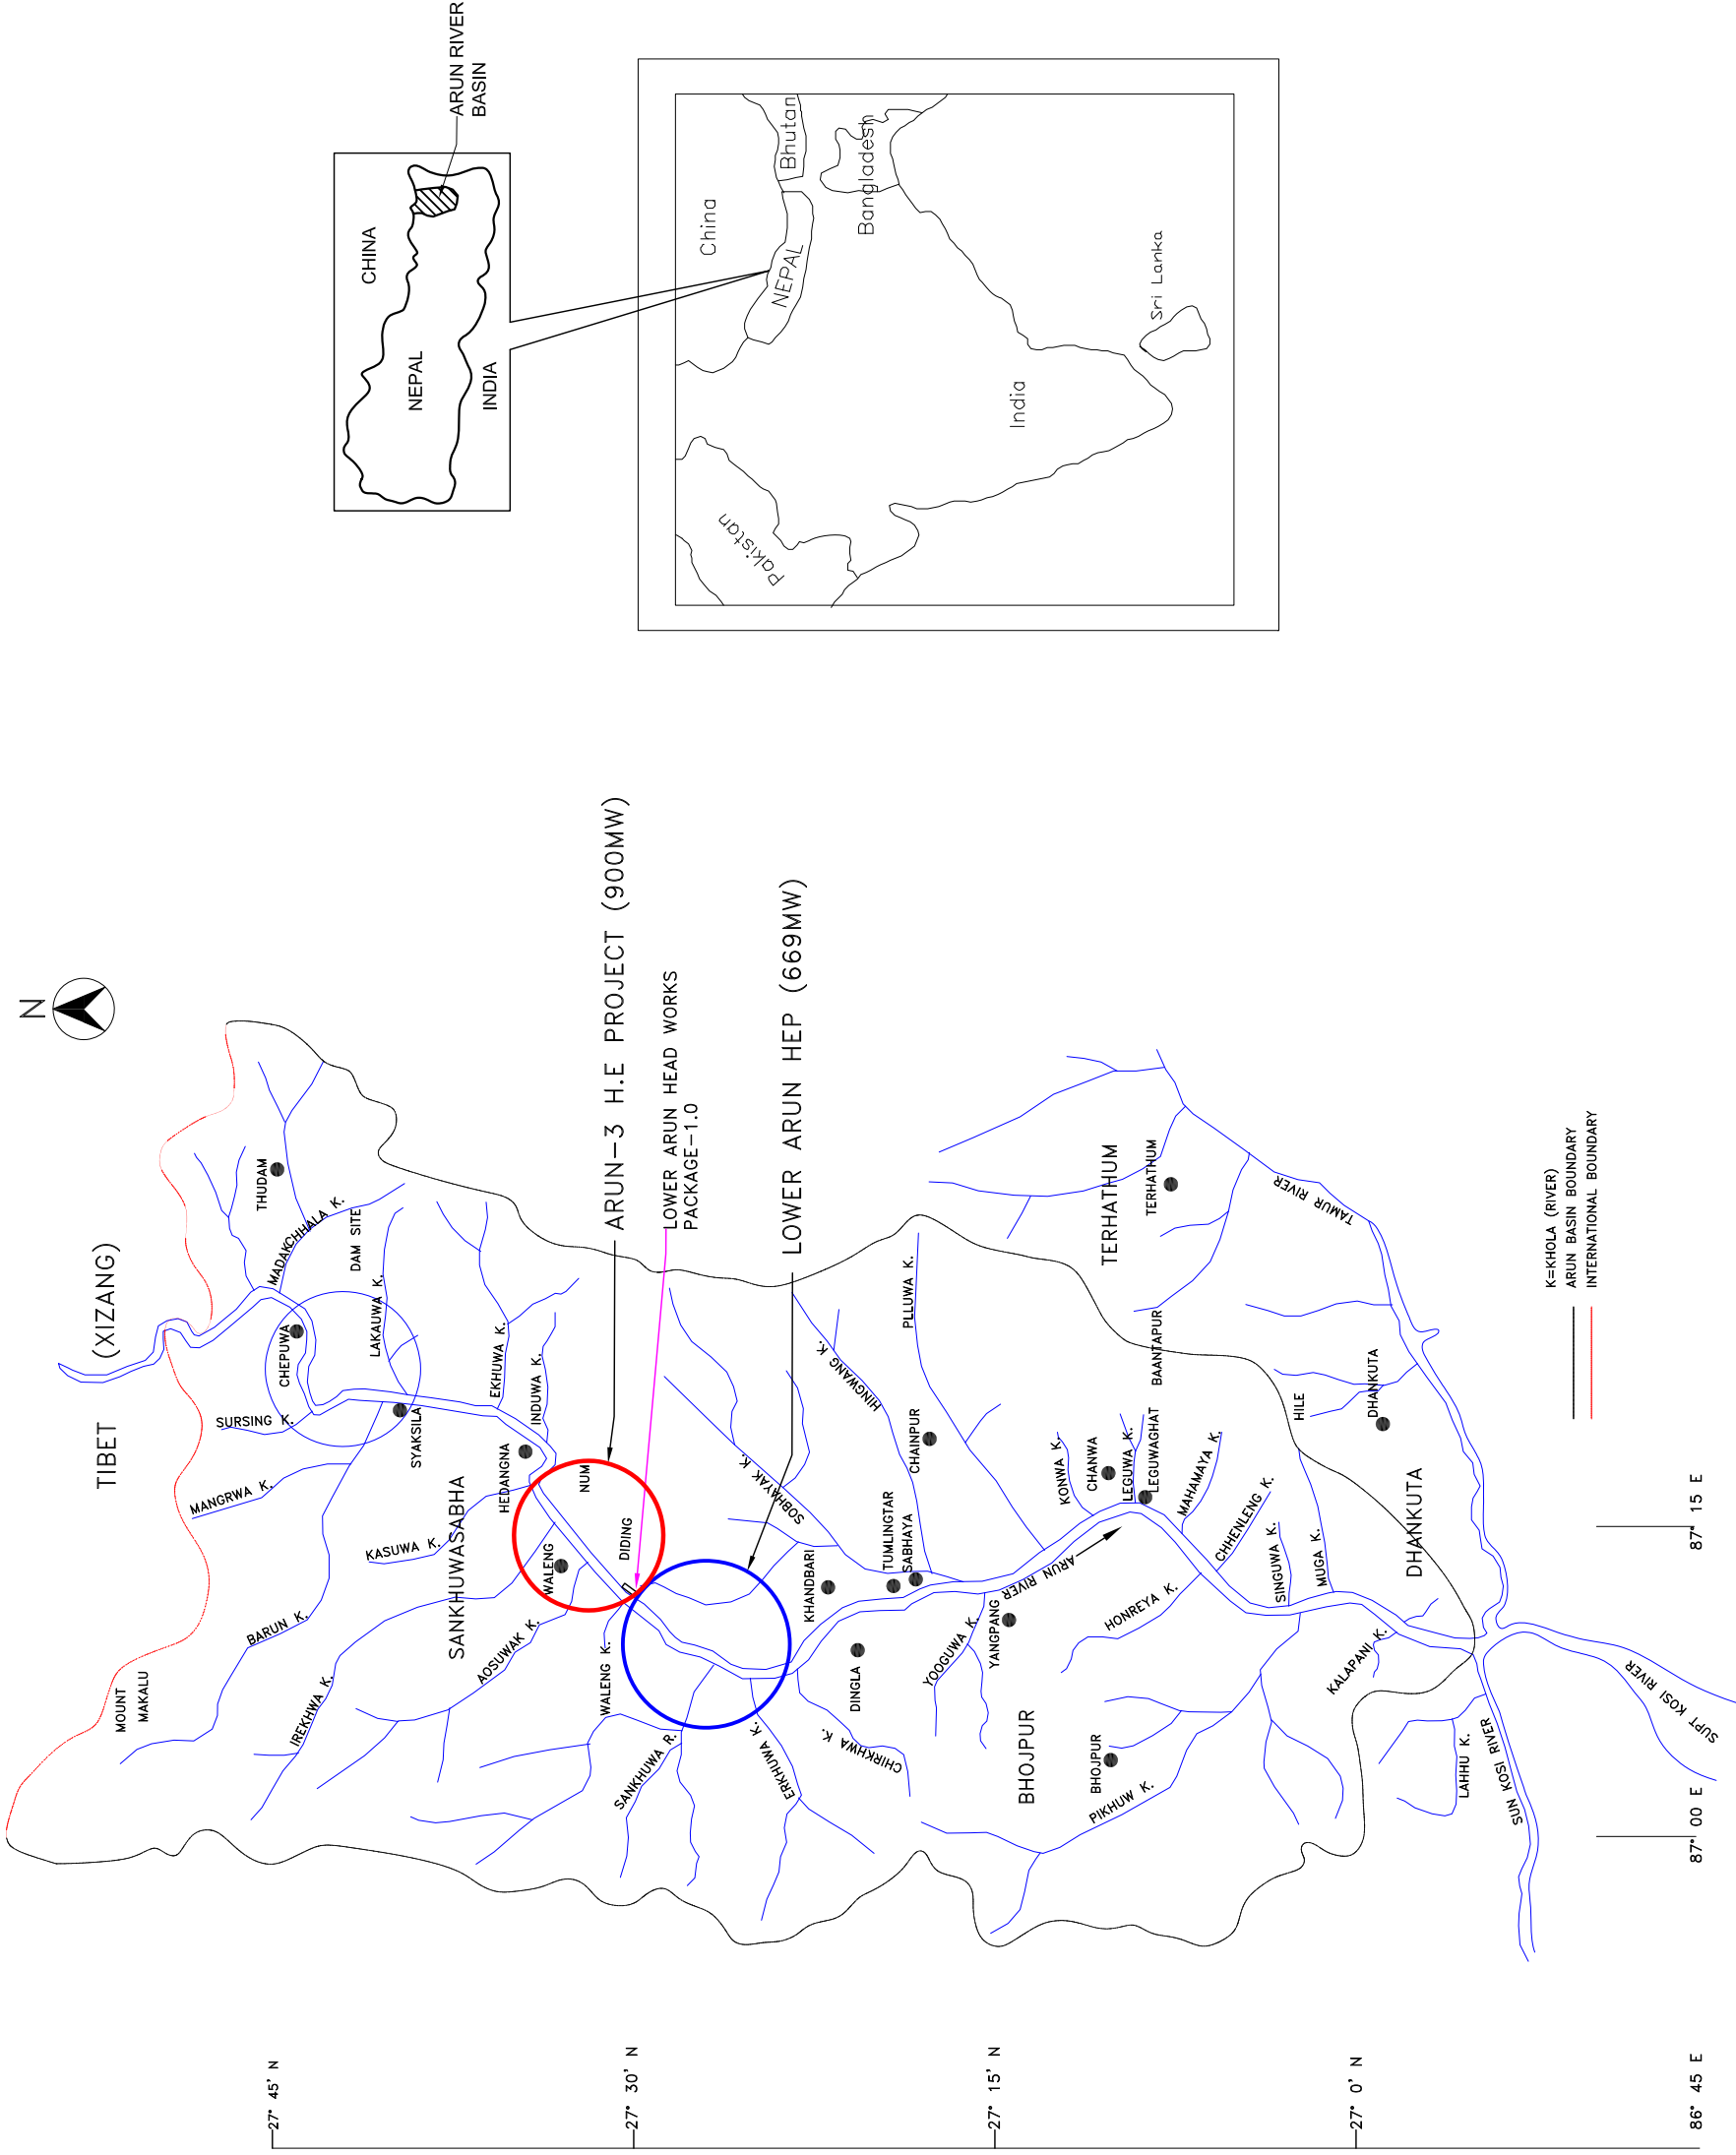 N
TIBET
(XIZANG)
MOUNT
MAKALU
THUDAM
MADAK
CHHALA K.
DAM SITE
CHEPUWA
LAKAUWA K.
SURSING K.
SYAKSILA
MANGRWA K.
EKHUWA K.
INDUWA K.
HEDANGNA
SANKHUWASABHA
KASUWA K.
BARUN K.
IREKHWA K.
NUM
WALENG
DIDING
AOSUWAK K.
WALENG K.
SANKHUWA R.
ERKHUWA K.
CHIRKHWA K.
ARUN-3 H.E PROJECT (900MW)
LOWER ARUN HEAD WORKS
PACKAGE-1.0
LOWER ARUN HEP (669MW)
SOBHAYAK K.
HINGWANG K.
PLLUWA K.
CHAINPUR
KHANDBARI
TUMLINGTAR
SABHAYA
DINGLA
YOOGUWA K.
YANGPANG
ARUN RIVER
KONWA K.
CHANWA
LEGUWA K.
LEGUWAGHAT
BAANTAPUR
MAHAMAYA K.
CHHENLENG K.
SINGUWA K.
MUGA K.
HONREYA K.
TERHATHUM
TERHATHUM
TAMUR RIVER
HILE
DHANKUTA
DHANKUTA
BHOJPUR
BHOJPUR
PIKHUW K.
KALAPANI K.
LAHHU K.
SUN KOSI RIVER
SUPT KOSI RIVER
K=KHOLA (RIVER)
ARUN BASIN BOUNDARY
INTERNATIONAL BOUNDARY
27° 45' N
27° 30' N
27° 15' N
27° 0' N
86° 45 E
87° 00 E
87° 15 E
CHINA
NEPAL
INDIA
ARUN RIVER
BASIN
China
NEPAL
Bhutan
Bangladesh
Pakistan
India
Sri Lanka